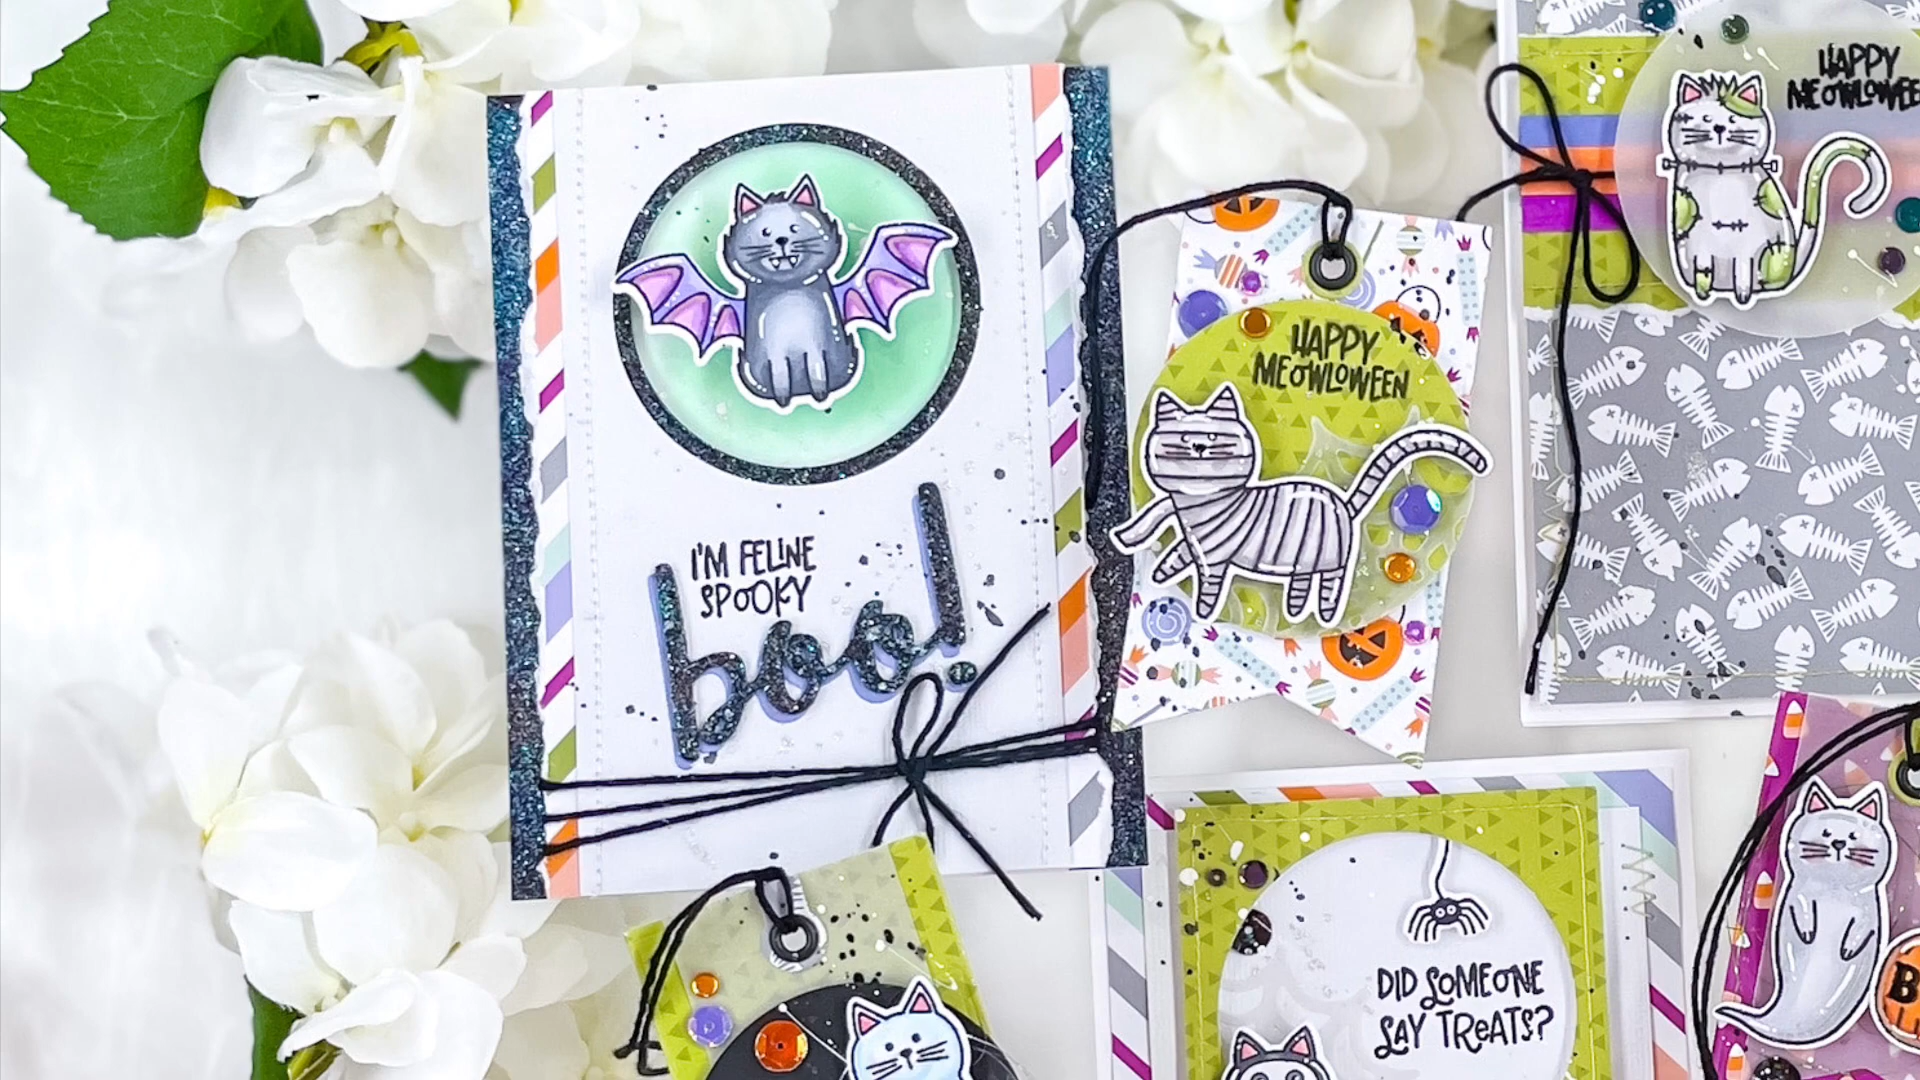 I'M FELINE
SPOOKY
boo!
HAPPY
MEOWLOWEEN
HAPPY
MEOWLOWEE
DID SOMEONE
SAY TREATS?
B